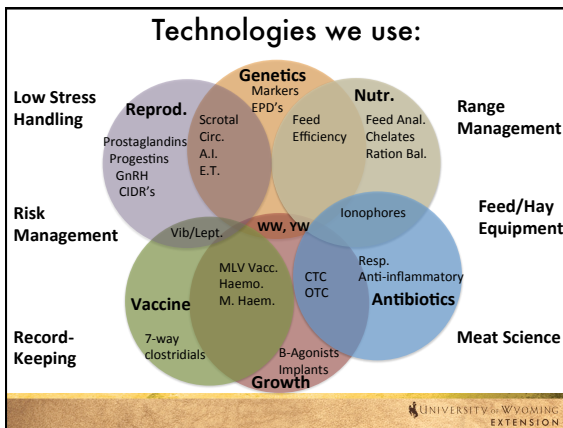 Technologies we use:
Low Stress
Handling
Risk
Management
Record-
Keeping
Reprod.
Prostaglandins
Progestins
GnRH
CIDR's
Scrotal
Circ.
A.I.
E.T.
Genetics
Markers
EPD's
Feed
Efficiency
Nutr.
Feed Anal.
Chelates
Ration Bal.
Ionophores
Vib/Lept.
WW, YW
MLV Vacc.
Haemo.
M. Haem.
Vaccine
7-way
clostridials
CTC
OTC
Resp.
Anti-inflammatory
Antibiotics
B-Agonists
Implants
Growth
Range
Management
Feed/Hay
Equipment
Meat Science
UNIVERSITY OF WYOMING
EXTENSION